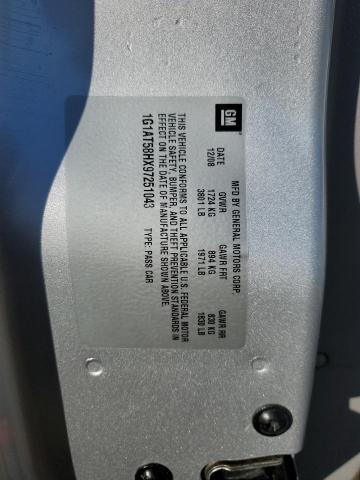 GM
MFD BY GENERAL MOTORS CORP.
DATE GVWR GAWR FRT GAWR RR
12/08 1724 KG 894 KG 830 KG
3801 LB 1971 LB 1830 LB
THIS VEHICLE CONFORMS TO ALL APPLICABLE U.S. FEDERAL MOTOR
VEHICLE SAFETY, BUMPER, AND THEFT PREVENTION STANDARDS IN
EFFECT ON THE DATE OF MANUFACTURE SHOWN ABOVE.
1G1AT58HX97251043 TYPE: PASS CAR